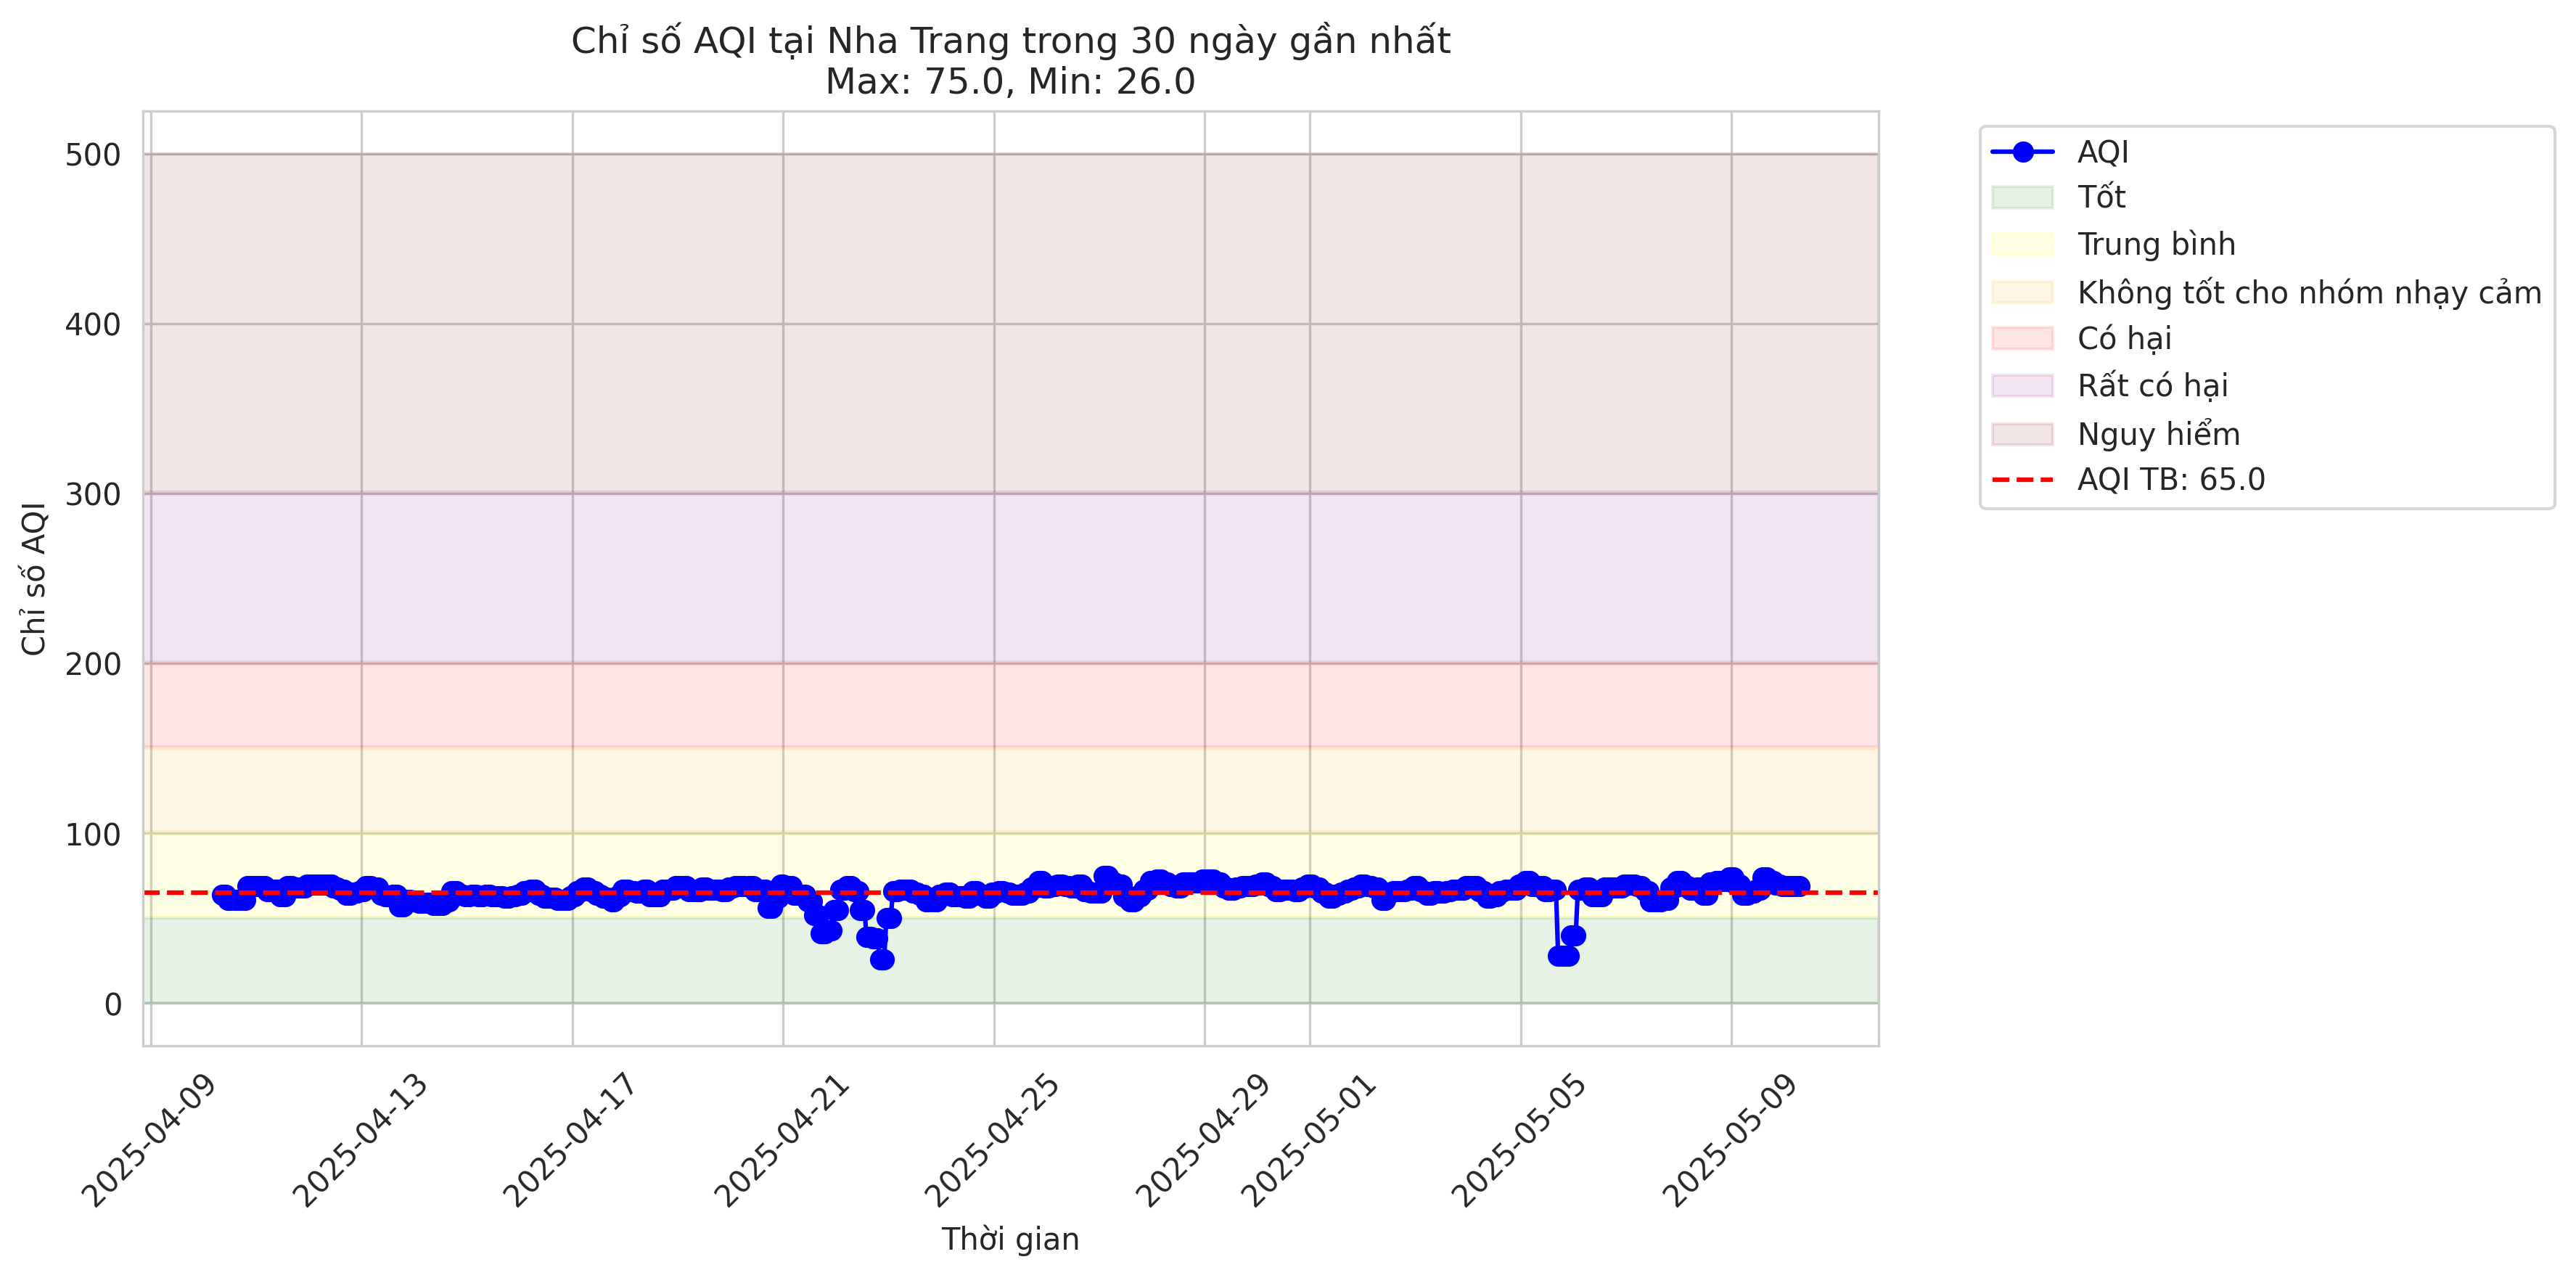 Chỉ số AQI tại Nha Trang trong 30 ngày gần nhất
Max: 75.0, Min: 26.0
Chỉ số AQI
500
400
300
200
100
0
2025-04-09
2025-04-13
2025-04-17
2025-04-21
2025-04-25
2025-04-29
2025-05-01
2025-05-05
2025-05-09
Thời gian
AQI
Tốt
Trung bình
Không tốt cho nhóm nhạy cảm
Có hại
Rất có hại
Nguy hiểm
AQI TB: 65.0